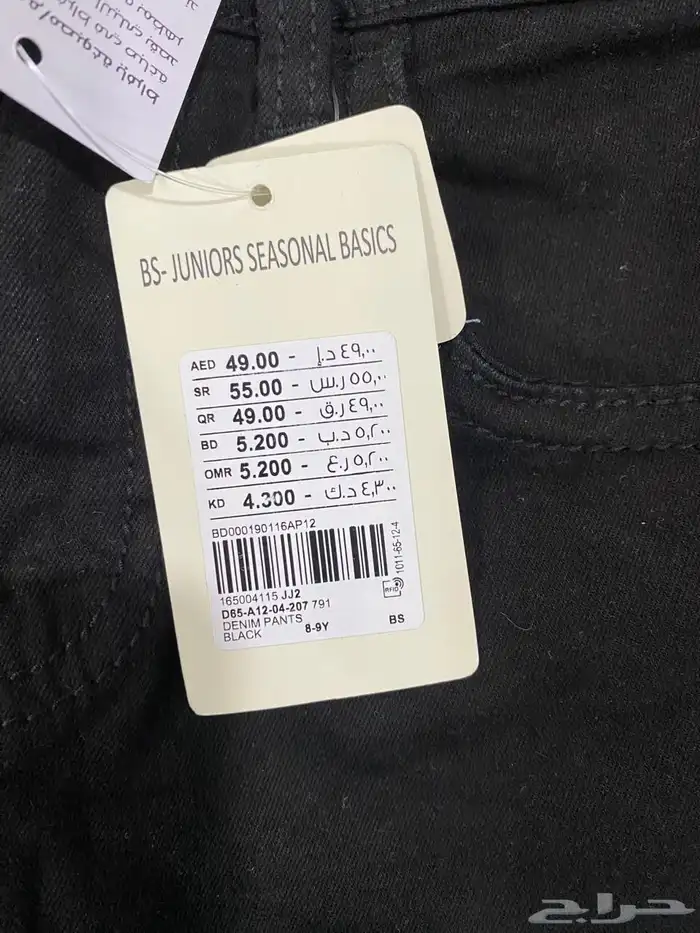 BS- JUNIORS SEASONAL BASICS
AED 49.00 - ٤٩,٠٠ د.إ
SR 55.00 - ٥٥,٠٠ ر.س
QR 49.00 - ٤٩,٠٠ ر.ق
BD 5.200 - ٥,٢٠٠ د.ب
OMR 5.200 - ٥,٢٠٠ ر.ع
KD 4.300 - ٤,٣٠٠ د.ك
BD000190116AP12
1011-65-12-4
RFID
165004115 JJ2
D65-A12-04-207 791
DENIM PANTS
BLACK 8-9Y BS
حراج